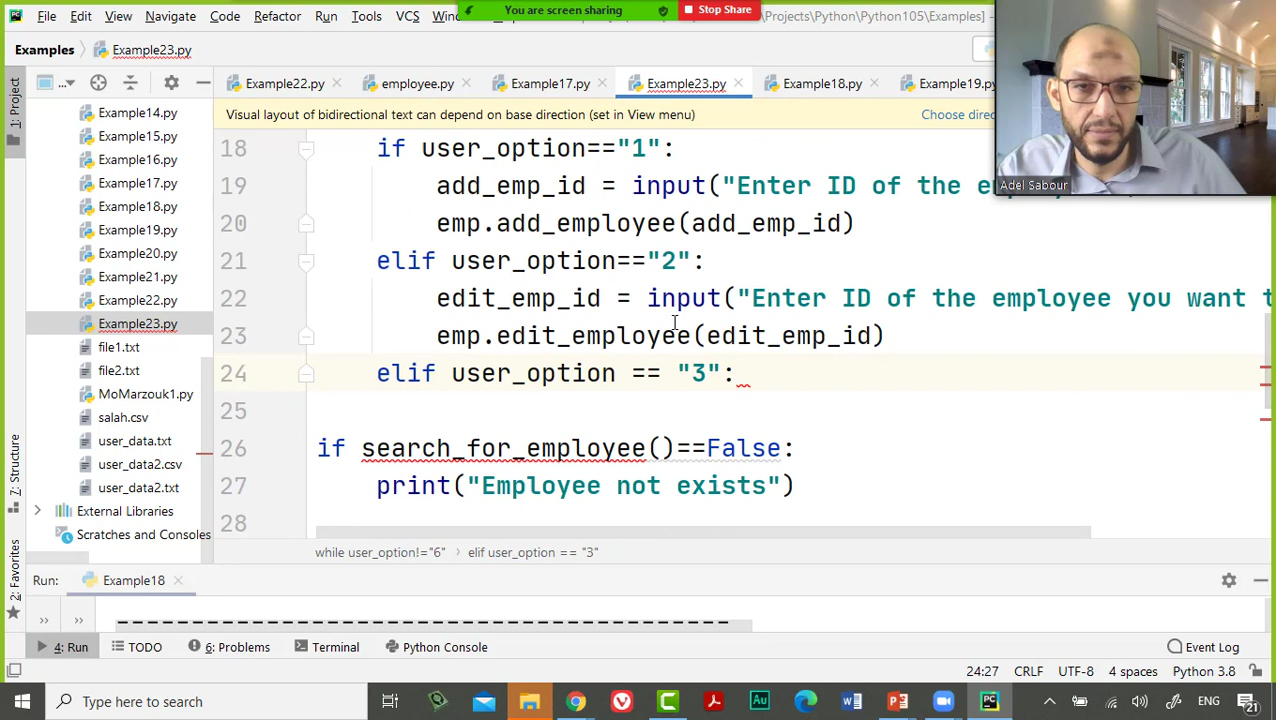 File Edit View Navigate Code Refactor Run Tools VCS Win
You are screen sharing
Stop Share
\Projects\Python\Python105\Examples] -
Examples Example23.py
Example22.py employee.py Example17.py Example23.py Example18.py Example19.py
Visual layout of bidirectional text can depend on base direction (set in View menu)
Choose direc
1: Project
Example14.py
Example15.py
Example16.py
Example17.py
Example18.py
Example19.py
Example20.py
Example21.py
Example22.py
Example23.py
file1.txt
file2.txt
MoMarzouk1.py
salah.csv
user_data.txt
user_data2.csv
user_data2.txt
External Libraries
Scratches and Consoles
7: Structure
2: Favorites
18 if user_option=="1":
19 add_emp_id = input("Enter ID of the e
20 emp.add_employee(add_emp_id)
21 elif user_option=="2":
22 edit_emp_id = input("Enter ID of the employee you want t
23 emp.edit_employee(edit_emp_id)
24 elif user_option == "3":
25
26 if search_for_employee()==False:
27 print("Employee not exists")
28
while user_option!="6" elif user_option == "3"
Adel Sabour
Run: Example18
-----------------------------------------
4: Run TODO 6: Problems Terminal Python Console Event Log
24:27 CRLF UTF-8 4 spaces Python 3.8
Type here to search
ENG
21